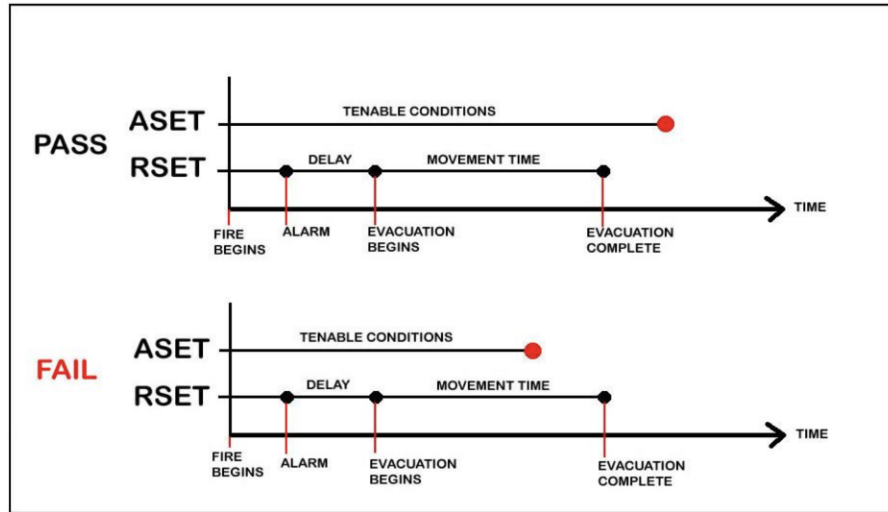 ASET
TENABLE CONDITIONS
PASS
RSET
DELAY
MOVEMENT TIME
TIME
FIRE
BEGINS
ALARM
EVACUATION
BEGINS
EVACUATION
COMPLETE
ASET
TENABLE CONDITIONS
FAIL
RSET
DELAY
MOVEMENT TIME
TIME
FIRE
BEGINS
ALARM
EVACUATION
BEGINS
EVACUATION
COMPLETE